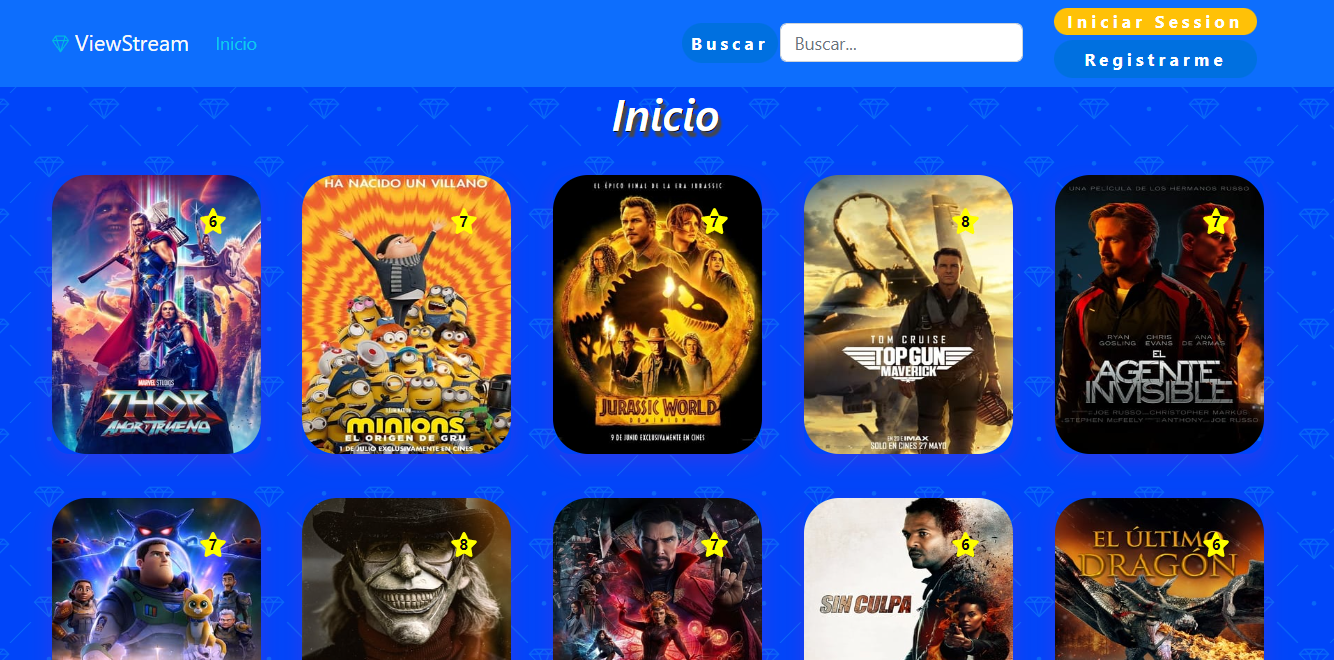 ViewStream Inicio Buscar Buscar... Iniciar Session
Registrarme
Inicio
6
HA NACIDO UN VILLANO
7
EL ÉPICO FINAL DE LA ERA JURASSIC
7
8
UNA PELÍCULA DE LOS HERMANOS RUSSO
7
MARVEL STUDIOS
THOR
AMOR Y TRUENO
minions
EL ORIGEN DE GRU
1 DE JULIO EXCLUSIVAMENTE EN CINES
JURASSIC WORLD
DOMINION
9 DE JUNIO EXCLUSIVAMENTE EN CINES
TOM CRUISE
TOPGUN
MAVERICK
EN 2D E IMAX
SOLO EN CINES 27 MAYO
RYAN GOSLING CHRIS EVANS ANA DE ARMAS
EL
AGENTE
INVISIBLE
JOE RUSSO CHRISTOPHER MARKUS
STEPHEN McFEELY ANTHONY JOE RUSSO
7
8
7
6
SIN CULPA
6
EL ÚLTIMO
DRAGÓN